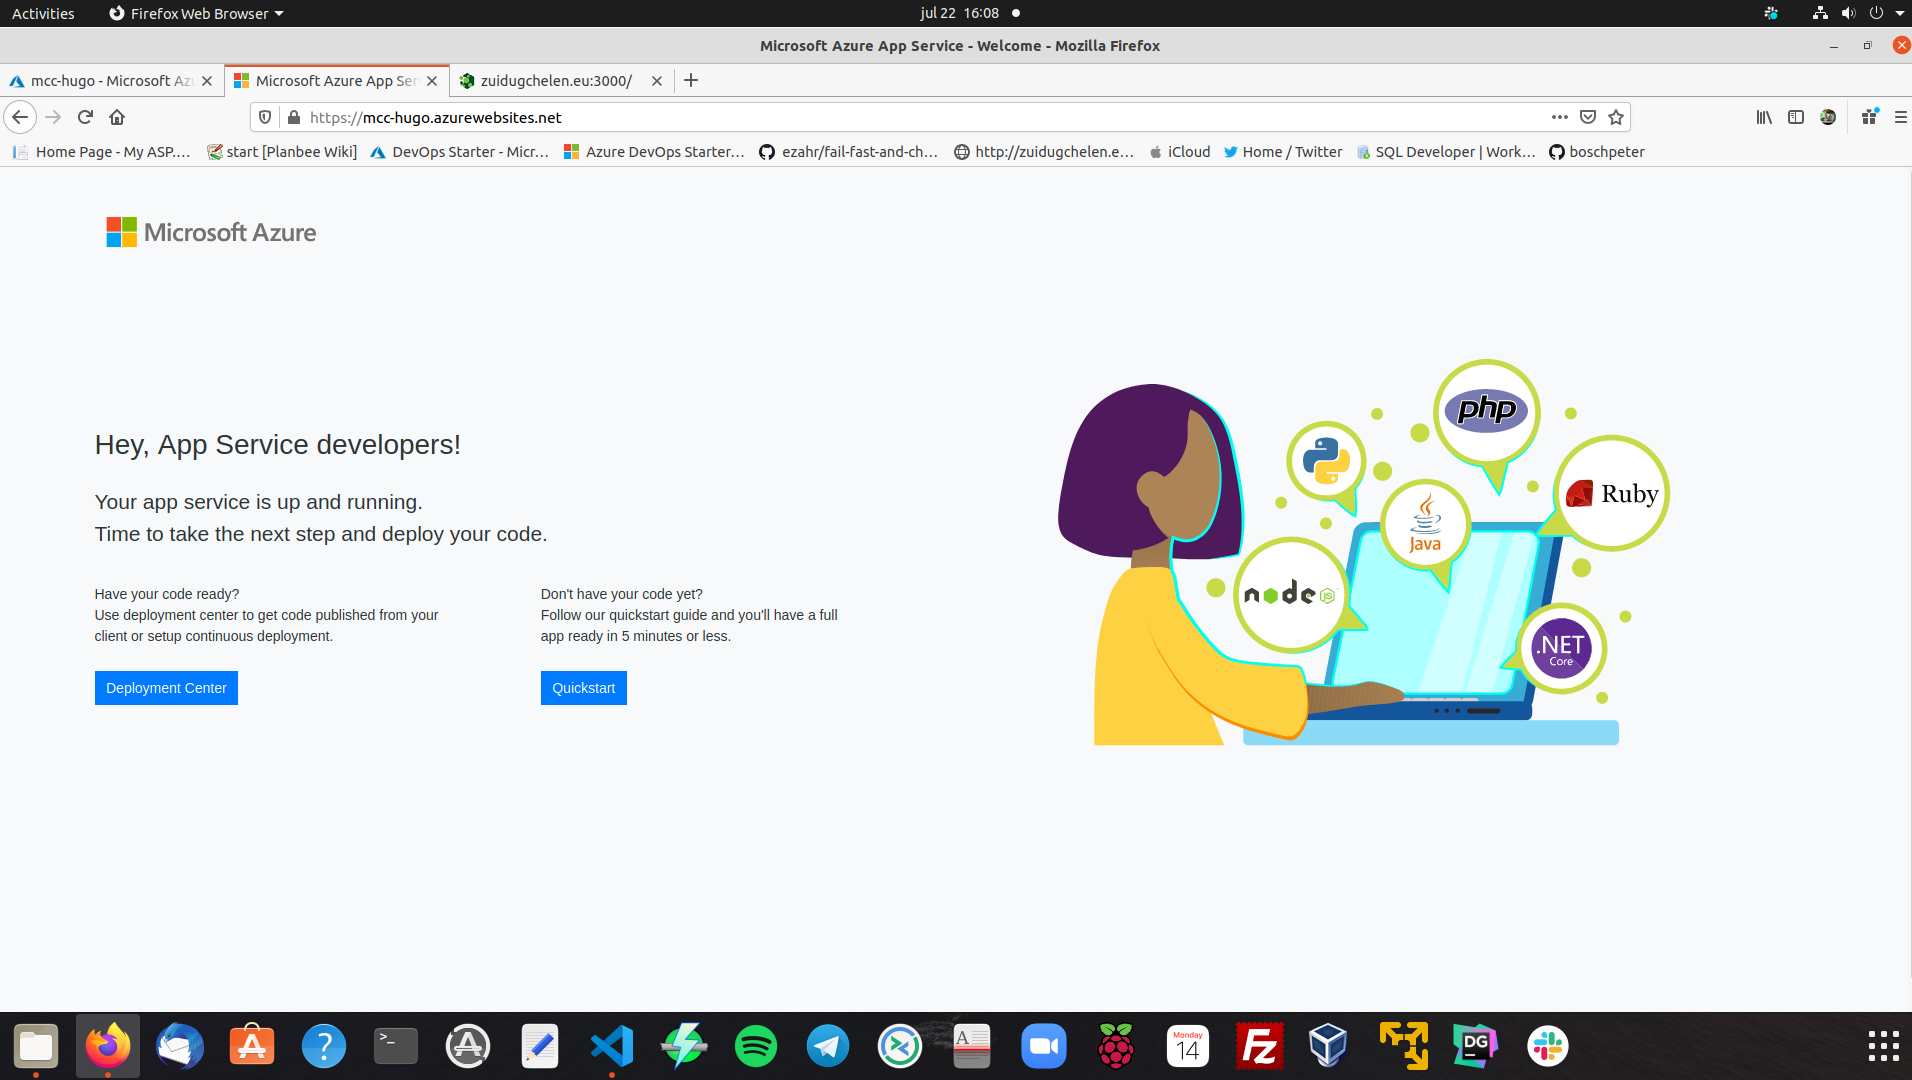 Activities
Firefox Web Browser
jul 22 16:08
Microsoft Azure App Service - Welcome - Mozilla Firefox
mcc-hugo - Microsoft Az
Microsoft Azure App Ser
zuidugchelen.eu:3000/
https://mcc-hugo.azurewebsites.net
Home Page - My ASP....
start [Planbee Wiki]
DevOps Starter - Micr...
Azure DevOps Starter...
ezahr/fail-fast-and-ch...
http://zuidugchelen.e...
iCloud
Home / Twitter
SQL Developer | Work...
boschpeter
Microsoft Azure
Hey, App Service developers!
Your app service is up and running.
Time to take the next step and deploy your code.
Have your code ready?
Use deployment center to get code published from your
client or setup continuous deployment.
Deployment Center
Don't have your code yet?
Follow our quickstart guide and you'll have a full
app ready in 5 minutes or less.
Quickstart
php
Ruby
Java
node JS
.NET
Core
>_
A
Monday
14
Fz
DG